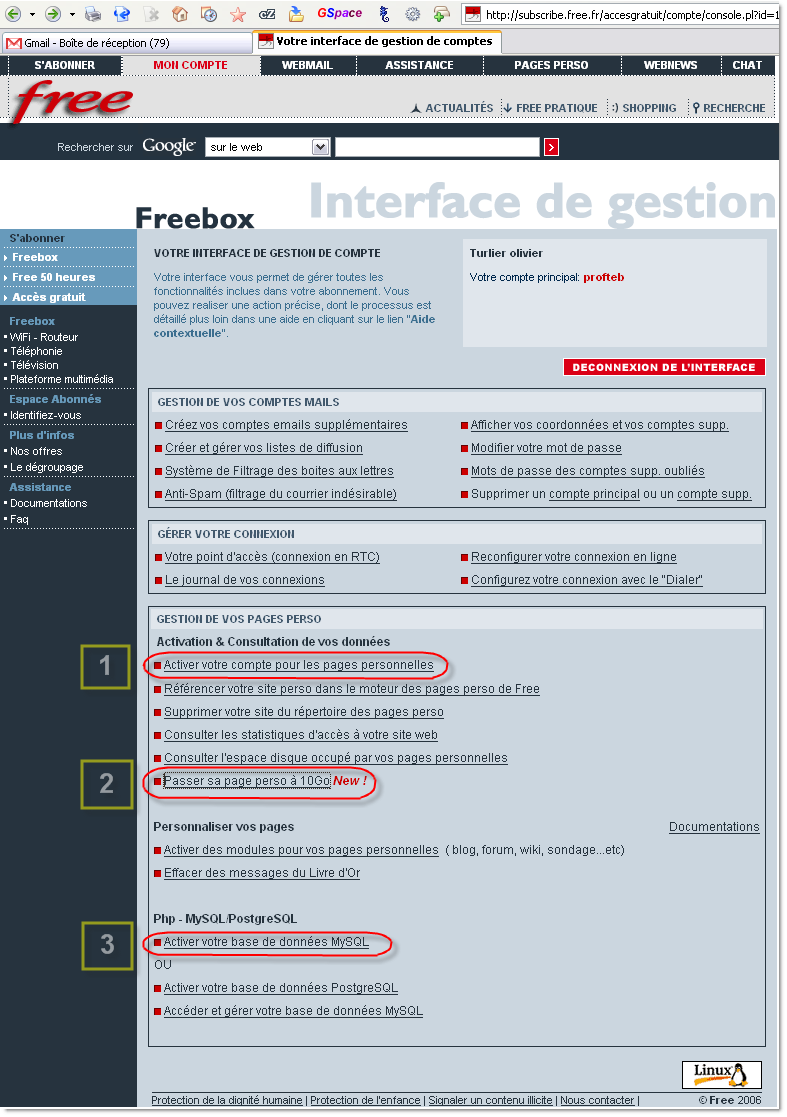 GSpace
http://subscribe.free.fr/accesgratuit/compte/console.pl?id=1
Gmail - Boîte de réception (79)
Votre interface de gestion de comptes
S'ABONNER MON COMPTE WEBMAIL ASSISTANCE PAGES PERSO WEBNEWS CHAT
free
ACTUALITÉS FREE PRATIQUE :) SHOPPING RECHERCHE
Rechercher sur Google sur le web
Interface de gestion
Freebox
S'abonner
Freebox
Free 50 heures
Accès gratuit
Freebox
WiFi - Routeur
Téléphonie
Télévision
Plateforme multimédia
Espace Abonnés
Identifiez-vous
Plus d'infos
Nos offres
Le dégroupage
Assistance
Documentations
Faq
VOTRE INTERFACE DE GESTION DE COMPTE
Votre interface vous permet de gérer toutes les
fonctionnalités inclues dans votre abonnement. Vous
pouvez realiser une action précise, dont le processus est
détaillé plus loin dans une aide en cliquant sur le lien "Aide
contextuelle".
Turlier olivier
Votre compte principal: profteb
DECONNEXION DE L'INTERFACE
GESTION DE VOS COMPTES MAILS
Créez vos comptes emails supplémentaires
Afficher vos coordonnées et vos comptes supp.
Créer et gérer vos listes de diffusion
Modifier votre mot de passe
Système de Filtrage des boites aux lettres
Mots de passe des comptes supp. oubliés
Anti-Spam (filtrage du courrier indésirable)
Supprimer un compte principal ou un compte supp.
GÉRER VOTRE CONNEXION
Votre point d'accès (connexion en RTC)
Reconfigurer votre connexion en ligne
Le journal de vos connexions
Configurez votre connexion avec le "Dialer"
GESTION DE VOS PAGES PERSO
Activation & Consultation de vos données
1
Activer votre compte pour les pages personnelles
Référencer votre site perso dans le moteur des pages perso de Free
Supprimer votre site du répertoire des pages perso
Consulter les statistiques d'accès à votre site web
Consulter l'espace disque occupé par vos pages personnelles
2
Passer sa page perso à 10Go New !
Personnaliser vos pages
Documentations
Activer des modules pour vos pages personnelles ( blog, forum, wiki, sondage...etc)
Effacer des messages du Livre d'Or
Php - MySQL/PostgreSQL
3
Activer votre base de données MySQL
OU
Activer votre base de données PostgreSQL
Accéder et gérer votre base de données MySQL
Linux
Protection de la dignité humaine | Protection de l'enfance | Signaler un contenu illicite | Nous contacter |
© Free 2006